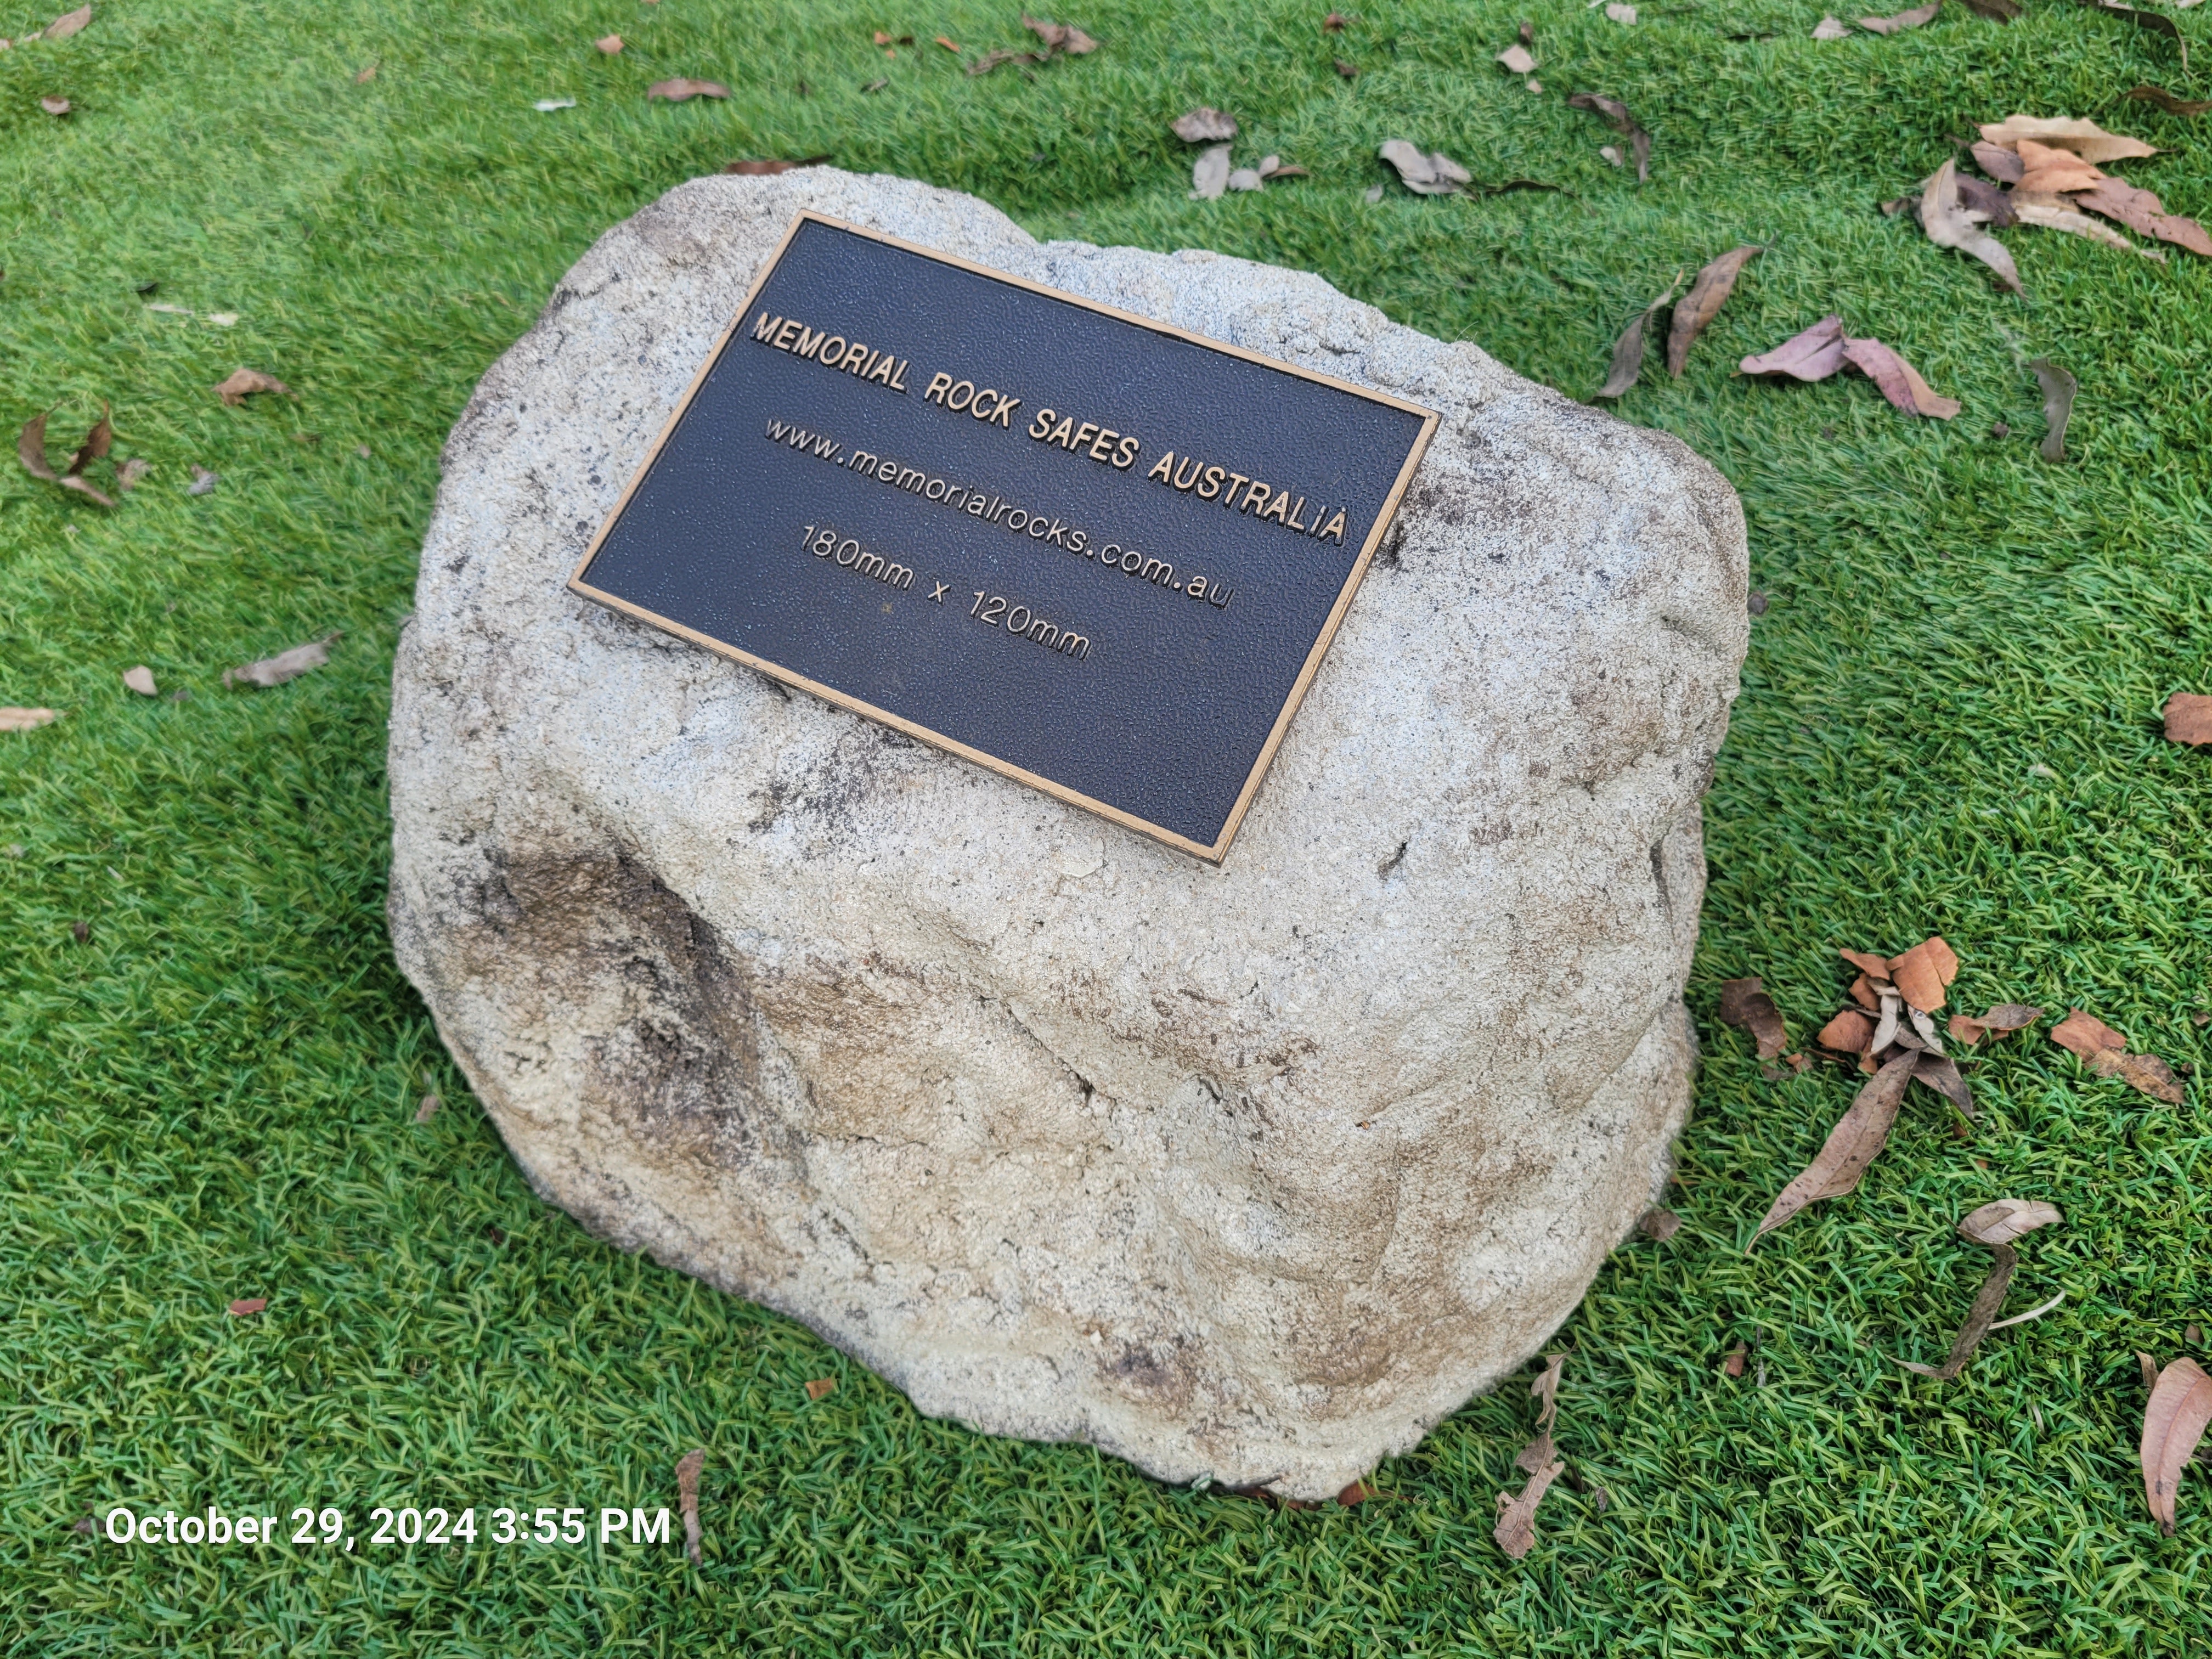 MEMORIAL ROCK SAFES AUSTRALIA
www.memorialrocks.com.au
180mm x 120mm
October 29, 2024 3:55 PM